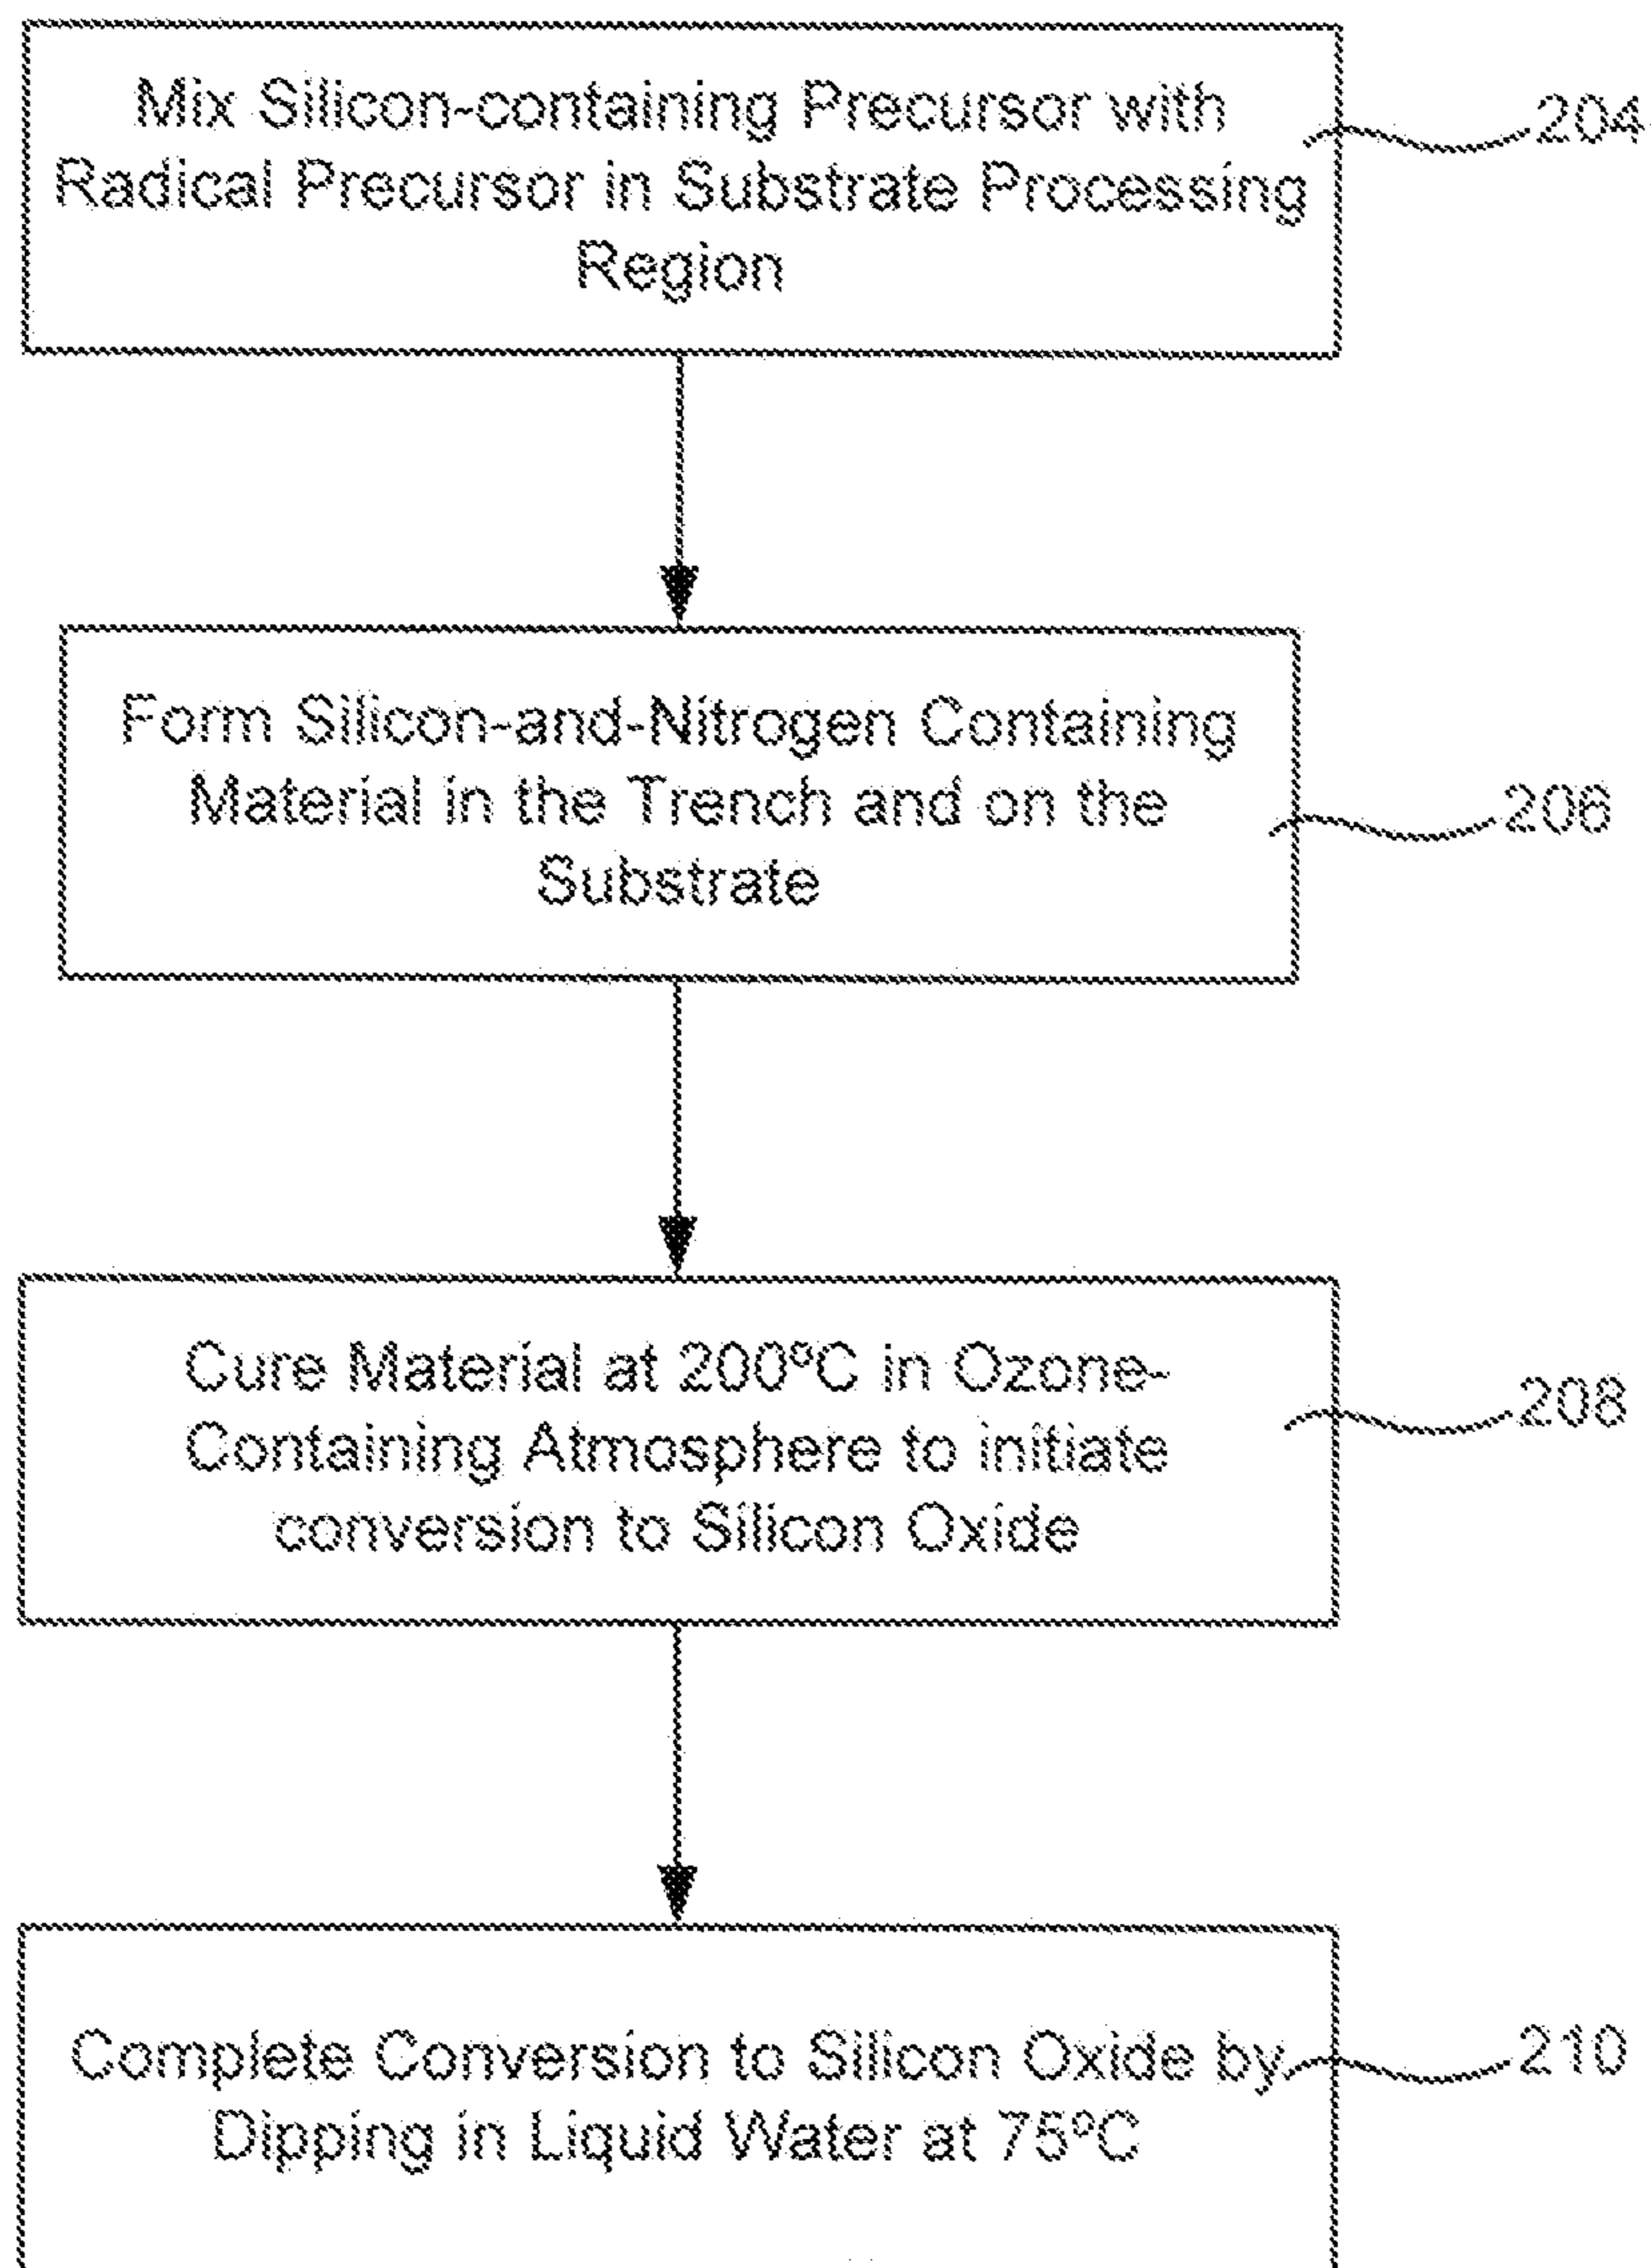 Mix Silicon-containing Precursor with
Radical Precursor in Substrate Processing
Region
204
Form Silicon-and-Nitrogen Containing
Material in the Trench and on the
Substrate
206
Cure Material at 200ºC in Ozone-
Containing Atmosphere to initiate
conversion to Silicon Oxide
208
Complete Conversion to Silicon Oxide by
Dipping in Liquid Water at 75ºC
210